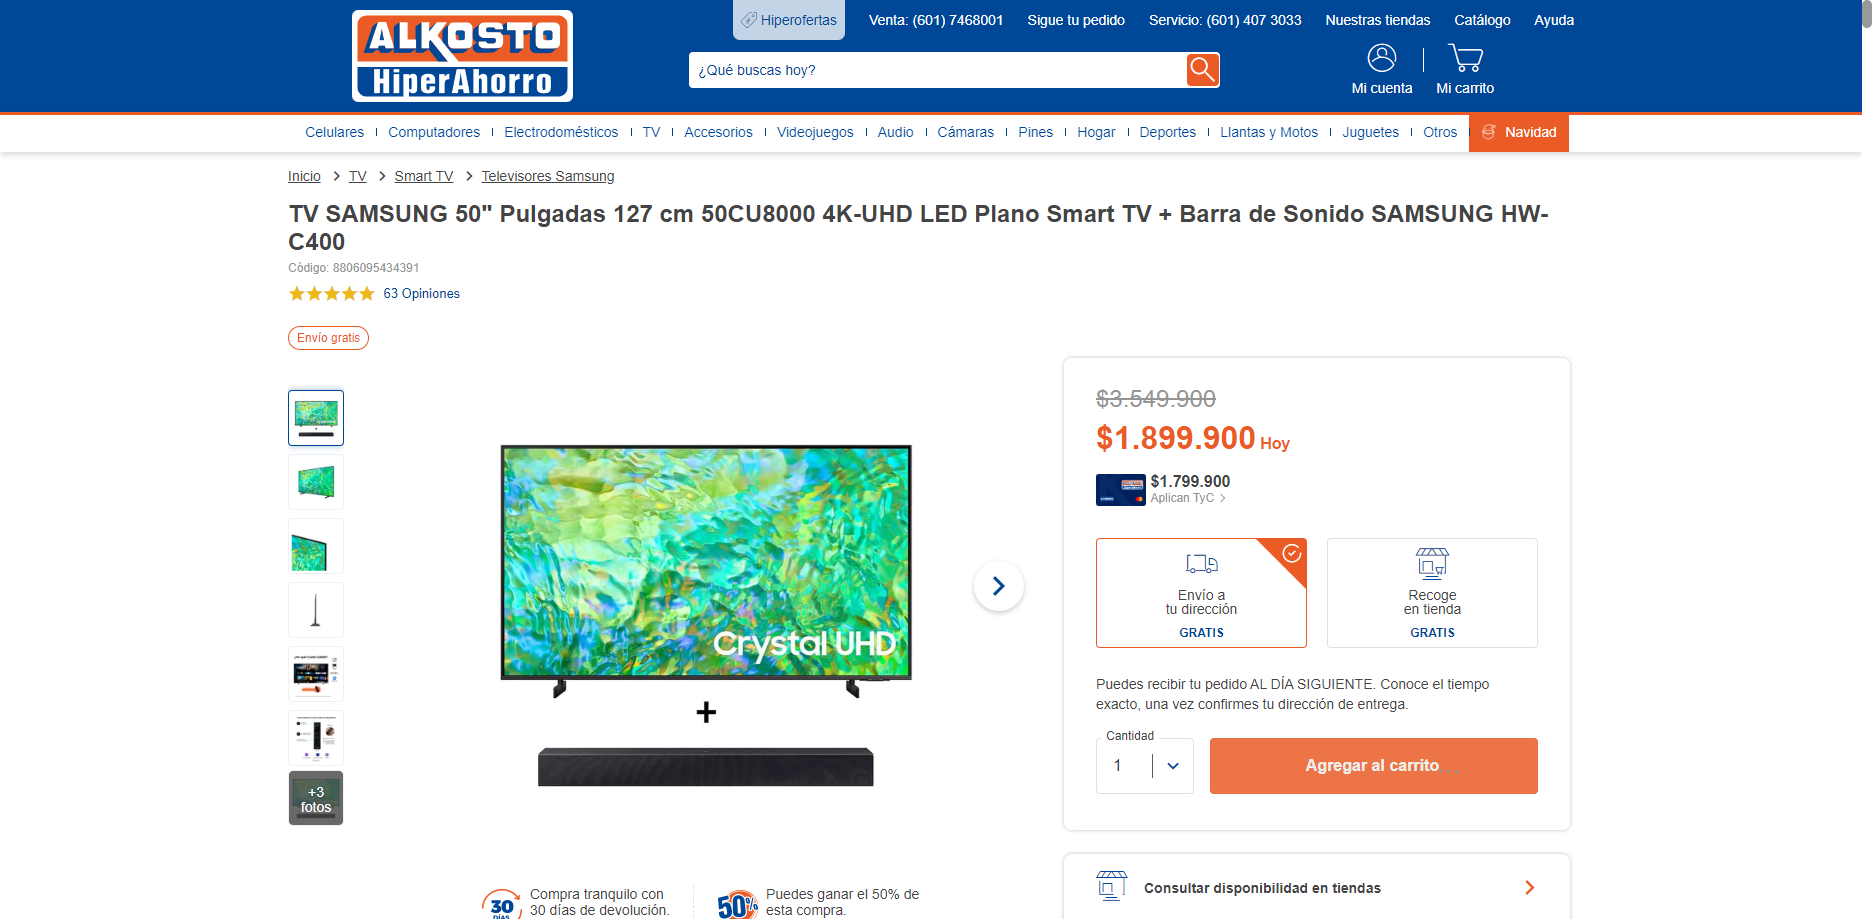 ALKOSTO
HiperAhorro
Hiperofertas
Venta: (601) 7468001
Sigue tu pedido
Servicio: (601) 407 3033
Nuestras tiendas
Catálogo
Ayuda
¿Qué buscas hoy?
Mi cuenta
Mi carrito
Celulares
Computadores
Electrodomésticos
TV
Accesorios
Videojuegos
Audio
Cámaras
Pines
Hogar
Deportes
Llantas y Motos
Juguetes
Otros
Navidad
Inicio
TV
Smart TV
Televisores Samsung
TV SAMSUNG 50" Pulgadas 127 cm 50CU8000 4K-UHD LED Plano Smart TV + Barra de Sonido SAMSUNG HW-
C400
Código: 8806095434391
63 Opiniones
Envío gratis
+3
fotos
Crystal UHD
+
$3.549.900
$1.899.900 Hoy
$1.799.900
Aplican TyC
Envío a
tu dirección
GRATIS
Recoge
en tienda
GRATIS
Puedes recibir tu pedido AL DÍA SIGUIENTE. Conoce el tiempo
exacto, una vez confirmes tu dirección de entrega.
Cantidad
1
Agregar al carrito
Consultar disponibilidad en tiendas
30
DÍAS
Compra tranquilo con
30 días de devolución.
50%
Puedes ganar el 50% de
esta compra.